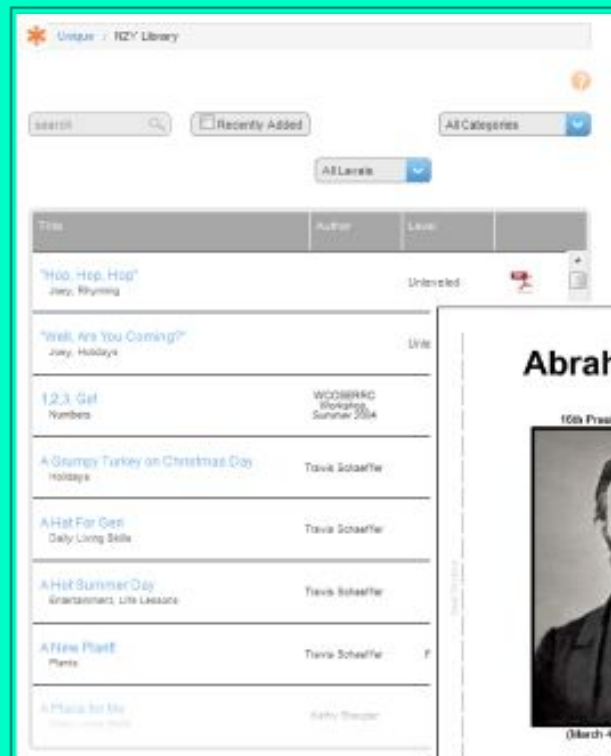 Unique / N2Y Library
search
Recently Added
All Categories
All Levels
Title Author Level
"Hop, Hop, Hop"
Joey, Rhyming
Unleveled
"Well, Are You Coming?"
Joey, Holidays
Unle
1,2,3, Go!
Numbers
Workshop
Summer 2004
A Grumpy Turkey on Christmas Day
Holidays
Travis Schaeffer
A Hat For Geri
Daily Living Skills
Travis Schaeffer
A Hot Summer Day
Entertainment, Life Lessons
Travis Schaeffer
A New Plant!
Plants
Travis Schaeffer
A Place for Me
Abrah
16th Pres
(March 4